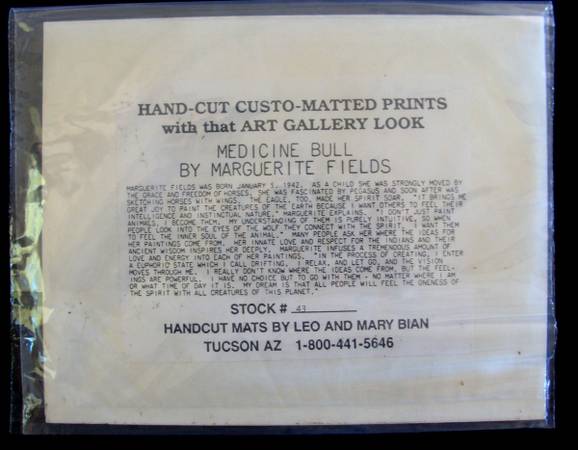 HAND-CUT CUSTO-MATTED PRINTS
with that ART GALLERY LOOK
MEDICINE BULL
BY MARGUERITE FIELDS
MARGUERITE FIELDS WAS BORN JANUARY 5, 1942. AS A CHILD SHE WAS STRONGLY MOVED BY
THE GRACE AND FREEDOM OF HORSES. SHE WAS FASCINATED BY PEGASUS AND SOON AFTER WAS
SKETCHING HORSES WITH WINGS. THE EAGLE, TOO, MADE HER SPIRIT SOAR. "IT BRINGS ME
GREAT JOY TO PAINT THE CREATURES OF THE EARTH BECAUSE I WANT OTHERS TO FEEL THEIR
INTELLIGENCE AND INSTINCTUAL NATURE," MARGUERITE EXPLAINS. "I DON'T JUST PAINT
ANIMALS, I BECOME THEM. MY UNDERSTANDING OF THEM IS PURELY INTUITIVE, SO WHEN
PEOPLE LOOK INTO THE EYES OF THE WOLF THEY CONNECT WITH THE SPIRIT. I WANT THEM
TO FEEL THE INNER SOUL OF THE ANIMAL." MANY PEOPLE ASK HER WHERE THE IDEAS FOR
HER PAINTINGS COME FROM. HER INNATE LOVE AND RESPECT FOR THE INDIANS AND THEIR
ANCIENT WISDOM INSPIRES HER DEEPLY. MARGUERITE INFUSES A TREMENDOUS AMOUNT OF
LOVE AND ENERGY INTO EACH OF HER PAINTINGS. "IN THE PROCESS OF CREATING, I ENTER
A EUPHORIC STATE WHICH I CALL DRIFTING. I RELAX, AND LET GO, AND THE VISION
MOVES THROUGH ME. I REALLY DON'T KNOW WHERE THE IDEAS COME FROM, BUT THE FEEL-
INGS ARE POWERFUL. I HAVE NO CHOICE BUT TO GO WITH THEM - NO MATTER WHERE I AM
OR WHAT TIME OF DAY IT IS. MY DREAM IS THAT ALL PEOPLE WILL FEEL THE ONENESS OF
THE SPIRIT WITH ALL CREATURES OF THIS PLANET."
STOCK # 43
HANDCUT MATS BY LEO AND MARY BIAN
TUCSON AZ 1-800-441-5646